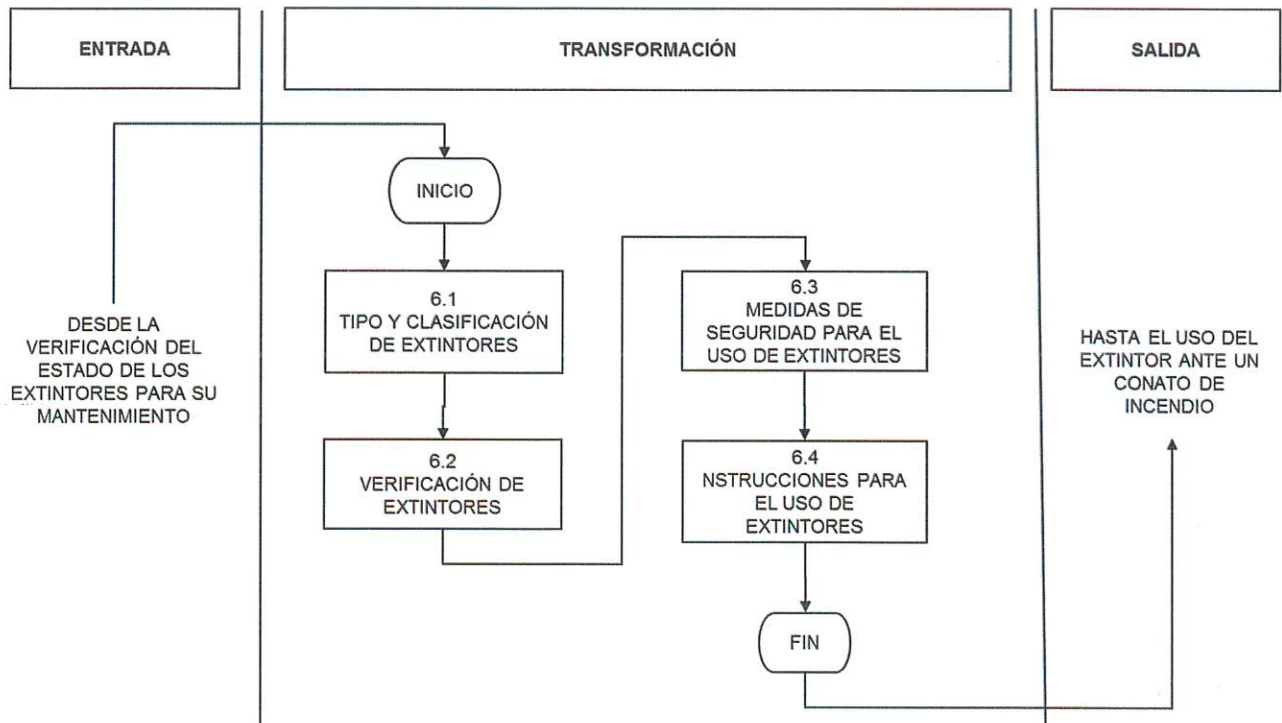 ENTRADA
TRANSFORMACIÓN
SALIDA
DESDE LA
VERIFICACIÓN DEL
ESTADO DE LOS
EXTINTORES PARA SU
MANTENIMIENTO
INICIO
6.1
TIPO Y CLASIFICACIÓN
DE EXTINTORES
6.2
VERIFICACIÓN DE
EXTINTORES
6.3
MEDIDAS DE
SEGURIDAD PARA EL
USO DE EXTINTORES
6.4
NSTRUCCIONES PARA
EL USO DE
EXTINTORES
FIN
HASTA EL USO DEL
EXTINTOR ANTE UN
CONATO DE
INCENDIO